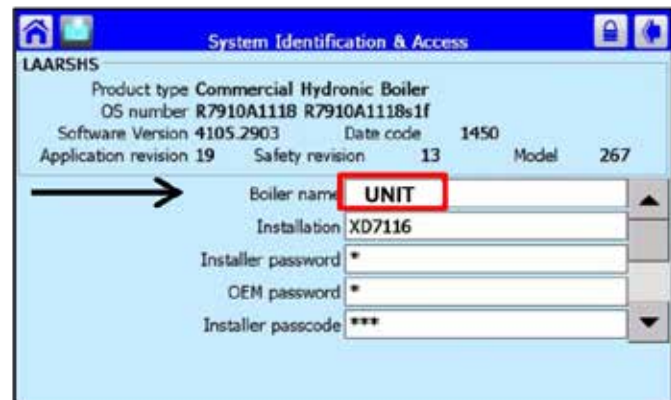 System Identification & Access
LAARSHS
Product type Commercial Hydronic Boiler
OS number R7910A1118 R7910A1118s1f
Software Version 4105.2903 Date code 1450
Application revision 19 Safety revision 13 Model 267
Boiler name UNIT
Installation XD7116
Installer password *
OEM password *
Installer passcode ***